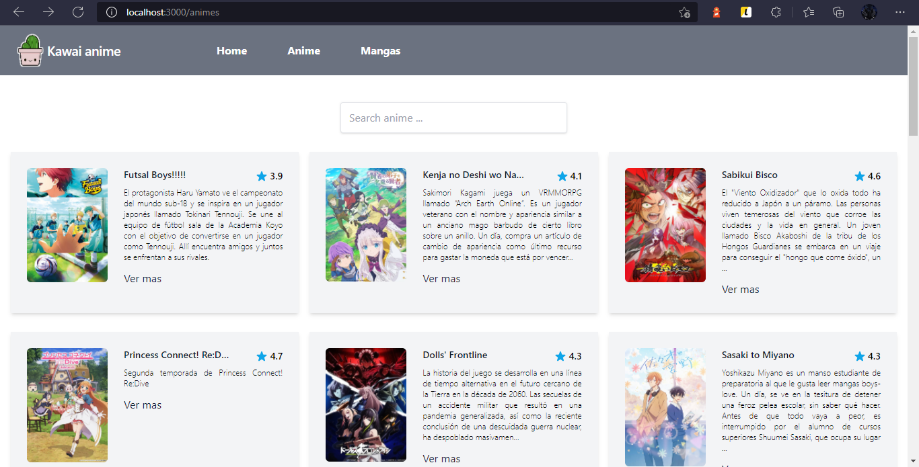 localhost:3000/animes
Kawai anime
Home
Anime
Mangas
Search anime ...
Futsal Boys!!!!!
3.9
El protagonista Haru Yamato ve el campeonato
del mundo sub-18 y se inspira en un jugador
japonés llamado Tokinari Tennouji. Se une al
equipo de fútbol sala de la Academia Koyo
con el objetivo de convertirse en un jugador
como Tennouji. Allí encuentra amigos y juntos
se enfrentan a sus rivales.
Ver mas
Kenja no Deshi wo Na...
4.1
Sakimori Kagami juega un VRMMORPG
llamado "Arch Earth Online". Es un jugador
veterano con el nombre y apariencia similar a
un anciano mago barbudo de cierto libro
sobre un anillo. Un día, compra un artículo de
cambio de apariencia como último recurso
para gastar la moneda que está por vencer...
Ver mas
Sabikui Bisco
4.6
El "Viento Oxidizador" que lo oxida todo ha
reducido a Japón a un páramo. Las personas
viven temerosas del viento que corroe las
ciudades y la vida en general. Un joven
llamado Bisco Akaboshi de la tribu de los
Hongos Guardianes se embarca en un viaje
para conseguir el "hongo que come óxido", un
...
Ver mas
Princess Connect! Re:D...
4.7
Segunda temporada de Princess Connect!
Re:Dive
Ver mas
Dolls' Frontline
4.3
La historia del juego se desarrolla en una línea
de tiempo alternativa en el futuro cercano de
la Tierra en la década de 2060. Las secuelas de
un accidente militar que resultó en una
pandemia generalizada, así como la reciente
conclusión de una descuidada guerra nuclear,
ha despoblado masivamen...
Ver mas
Sasaki to Miyano
4.3
Yoshikazu Miyano es un manso estudiante de
preparatoria al que le gusta leer mangas boys-
love. Un día, se ve en la tesitura de detener
una feroz pelea escolar, sin saber qué hacer.
Antes de que todo vaya a peor, es
interrumpido por el alumno de cursos
superiores Shuumei Sasaki, que ocupa su lugar
...